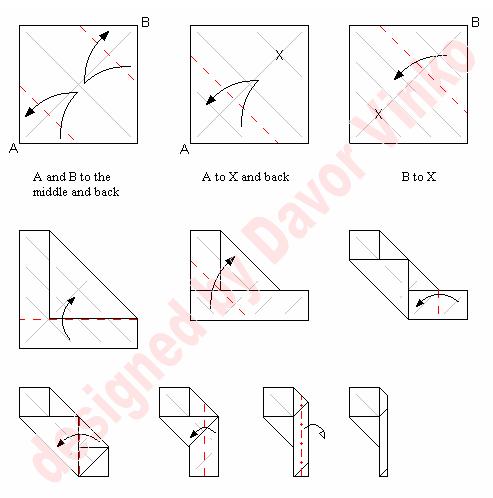 B
B
X
X
A
A
A and B to the
middle and back
A to X and back
B to X
designed by Davor Vinko